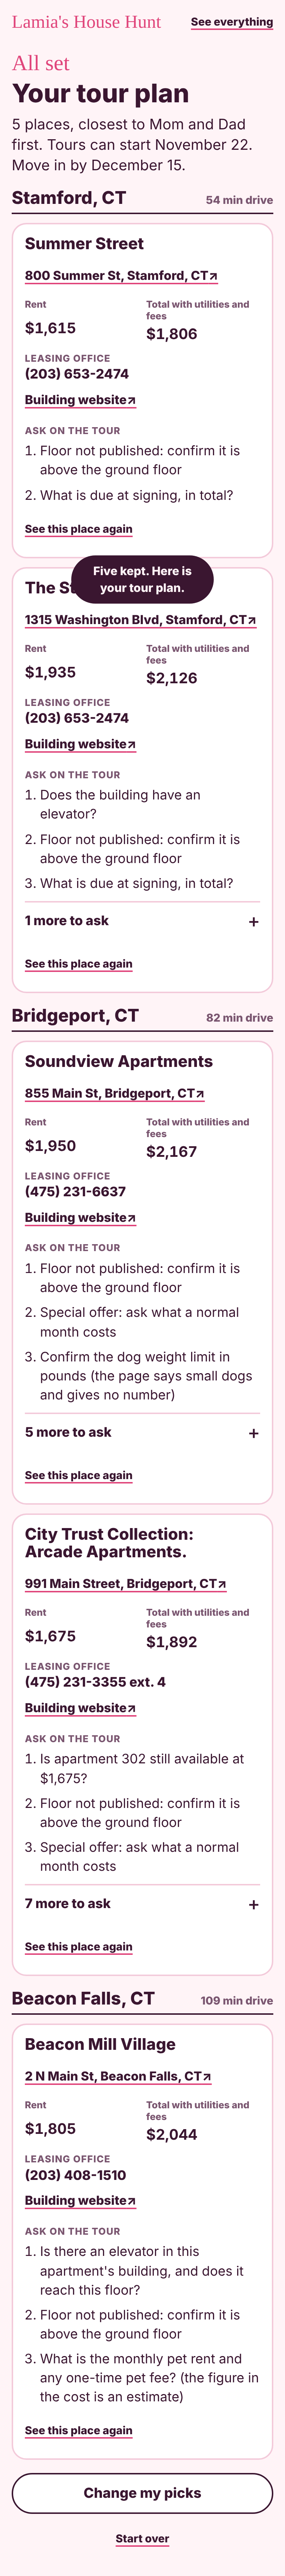 Lamia's House Hunt
See everything
All set
Your tour plan
5 places, closest to Mom and Dad
first. Tours can start November 22.
Move in by December 15.
Stamford, CT
54 min drive
Summer Street
800 Summer St, Stamford, CT↗
Rent
Total with utilities and
fees
$1,615
$1,806
LEASING OFFICE
(203) 653-2474
Building website↗
ASK ON THE TOUR
1. Floor not published: confirm it is
above the ground floor
2. What is due at signing, in total?
See this place again
Five kept. Here is
your tour plan.
The
1315 Washington Blvd, Stamford, CT↗
Rent
Total with utilities and
fees
$1,935
$2,126
LEASING OFFICE
(203) 653-2474
Building website↗
ASK ON THE TOUR
1. Does the building have an
elevator?
2. Floor not published: confirm it is
above the ground floor
3. What is due at signing, in total?
1 more to ask
+
See this place again
Bridgeport, CT
82 min drive
Soundview Apartments
855 Main St, Bridgeport, CT↗
Rent
Total with utilities and
fees
$1,950
$2,167
LEASING OFFICE
(475) 231-6637
Building website↗
ASK ON THE TOUR
1. Floor not published: confirm it is
above the ground floor
2. Special offer: ask what a normal
month costs
3. Confirm the dog weight limit in
pounds (the page says small dogs
and gives no number)
5 more to ask
+
See this place again
City Trust Collection:
Arcade Apartments.
991 Main Street, Bridgeport, CT↗
Rent
Total with utilities and
fees
$1,675
$1,892
LEASING OFFICE
(475) 231-3355 ext. 4
Building website↗
ASK ON THE TOUR
1. Is apartment 302 still available at
$1,675?
2. Floor not published: confirm it is
above the ground floor
3. Special offer: ask what a normal
month costs
7 more to ask
+
See this place again
Beacon Falls, CT
109 min drive
Beacon Mill Village
2 N Main St, Beacon Falls, CT↗
Rent
Total with utilities and
fees
$1,805
$2,044
LEASING OFFICE
(203) 408-1510
Building website↗
ASK ON THE TOUR
1. Is there an elevator in this
apartment's building, and does it
reach this floor?
2. Floor not published: confirm it is
above the ground floor
3. What is the monthly pet rent and
any one-time pet fee? (the figure in
the cost is an estimate)
See this place again
Change my picks
Start over